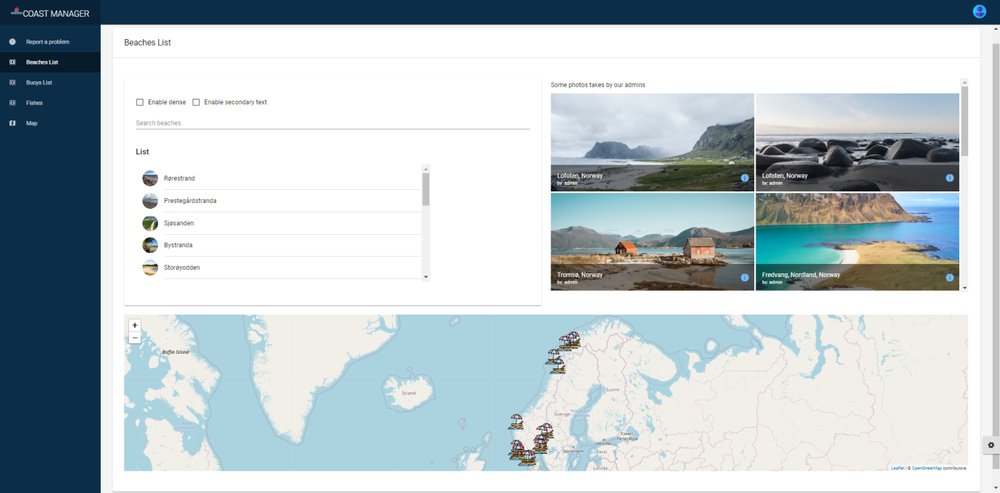 COAST MANAGER
Report a problem
Beaches List
Buoys List
Fishes
Map
Beaches List
Enable dense
Enable secondary text
Search beaches
List
Rørestrand
Prestegårdstranda
Sjøsanden
Bystranda
Storøyodden
Some photos takes by our admins
Lofoten, Norway
by: admin
Lofoten, Norway
by: admin
Tromsø, Norway
by: admin
Fredvang, Nordland, Norway
by: admin
+
−
Baffin Island
Ísland
Suomi
Sverige
Helsinki
Санкт
Петербург
Stockholm
Eesti
Latvija
Leaflet | © OpenStreetMap contributors